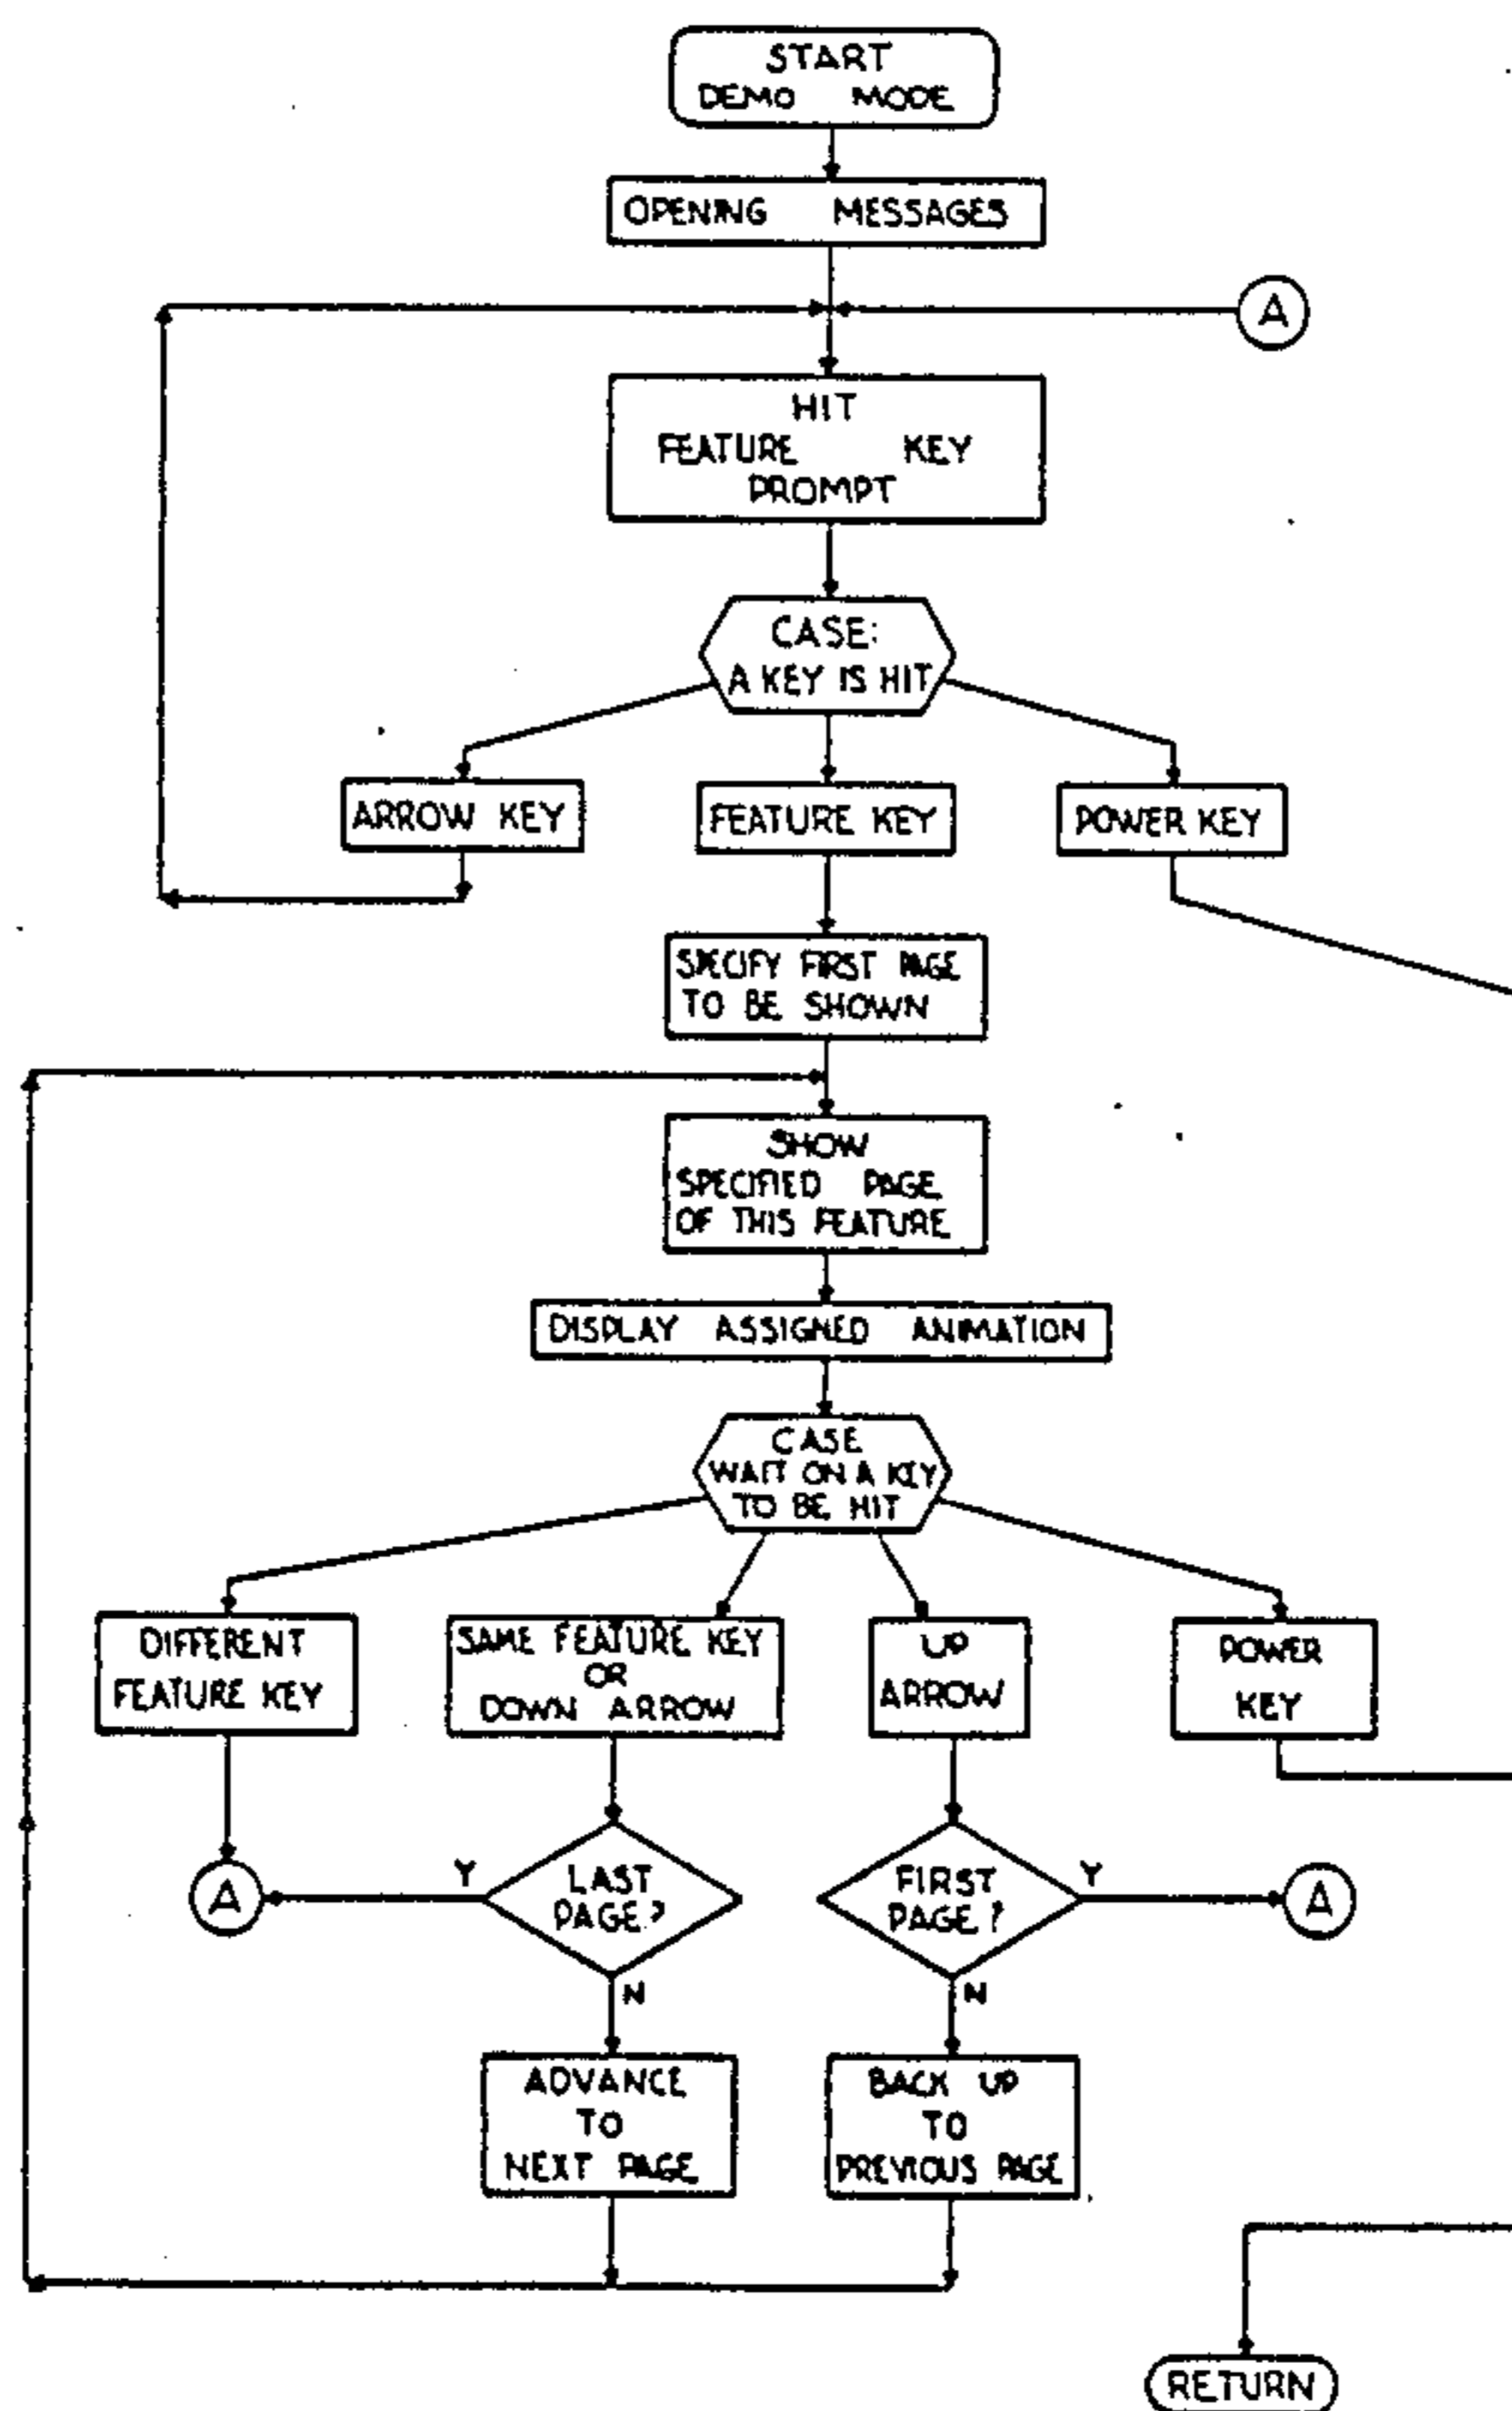 START
DEMO MODE
OPENING MESSAGES
A
HIT
FEATURE KEY
PROMPT
CASE:
A KEY IS HIT
ARROW KEY
FEATURE KEY
POWER KEY
SPECIFY FIRST PAGE
TO BE SHOWN
SHOW
SPECIFIED PAGE
OF THIS FEATURE
DISPLAY ASSIGNED ANIMATION
CASE
WAIT ON A KEY
TO BE HIT
DIFFERENT
FEATURE KEY
SAME FEATURE KEY
OR
DOWN ARROW
UP
ARROW
POWER
KEY
A
Y
LAST
PAGE?
N
FIRST
PAGE?
Y
N
A
ADVANCE
TO
NEXT PAGE
BACK UP
TO
PREVIOUS PAGE
RETURN